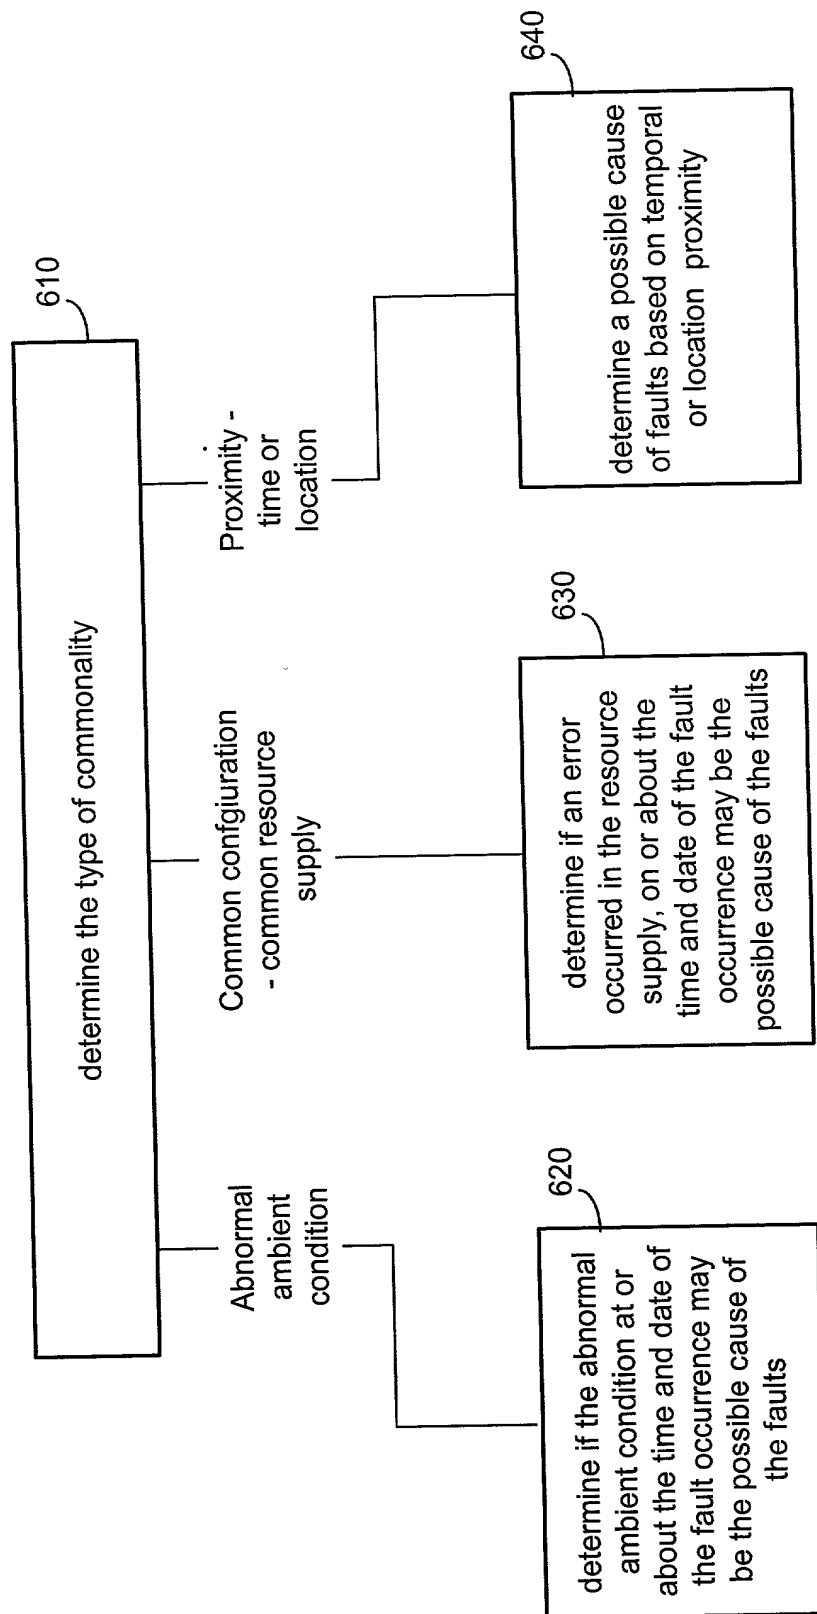 610
determine the type of commonality
Abnormal
ambient
condition
Common confgiuration
- common resource
supply
Proximity -
time or
location
620
determine if the abnormal
ambient condition at or
about the time and date of
the fault occurrence may
be the possible cause of
the faults
630
determine if an error
occurred in the resource
supply, on or about the
time and date of the fault
occurrence may be the
possible cause of the faults
640
determine a possible cause
of faults based on temporal
or location proximity